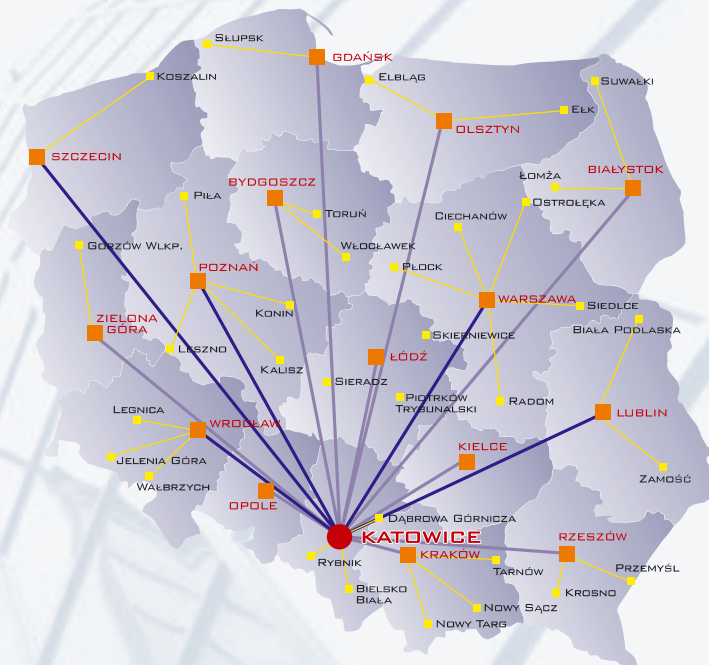 SŁUPSK
GDAŃSK
KOSZALIN
ELBLĄG
SUWAŁKI
EŁK
OLSZTYN
SZCZECIN
BIAŁYSTOK
ŁOMŻA
BYDGOSZCZ
PIŁA
OSTROŁĘKA
TORUŃ
CIECHANÓW
GORZÓW WLKP.
WŁOCŁAWEK
POZNAŃ
PŁOCK
WARSZAWA
SIEDLCE
KONIN
ZIELONA
GÓRA
BIAŁA PODLASKA
SKIERNIEWICE
LESZNO
ŁÓDŹ
KALISZ
SIERADZ
PIOTRKÓW
TRYBUNALSKI
RADOM
LEGNICA
WROCŁAW
LUBLIN
KIELCE
JELENIA GÓRA
WAŁBRZYCH
ZAMOŚĆ
OPOLE
DĄBROWA GÓRNICZA
KATOWICE
RZESZÓW
KRAKÓW
RYBNIK
TARNÓW
PRZEMYŚL
BIELSKO
BIAŁA
KROSNO
NOWY SĄCZ
NOWY TARG